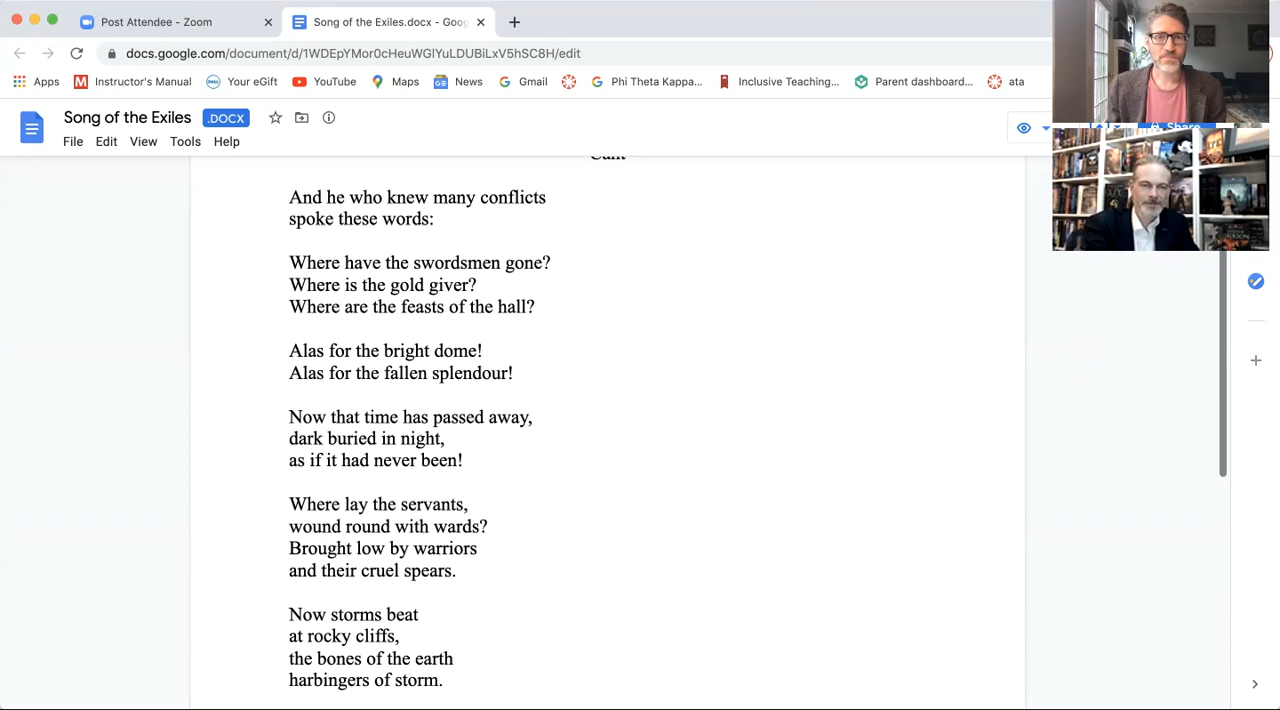 Post Attendee - Zoom
Song of the Exiles.docx - Goo
docs.google.com/document/d/1WDEpYMor0cHeuWGlYuLDUBiLxV5hSC8H/edit
Apps Instructor's Manual Your eGift YouTube Maps News Gmail Phi Theta Kappa... Inclusive Teaching... Parent dashboard... ata
Song of the Exiles .DOCX
Share
File Edit View Tools Help
And he who knew many conflicts
spoke these words:
Where have the swordsmen gone?
Where is the gold giver?
Where are the feasts of the hall?
Alas for the bright dome!
Alas for the fallen splendour!
Now that time has passed away,
dark buried in night,
as if it had never been!
Where lay the servants,
wound round with wards?
Brought low by warriors
and their cruel spears.
Now storms beat
at rocky cliffs,
the bones of the earth
harbingers of storm.